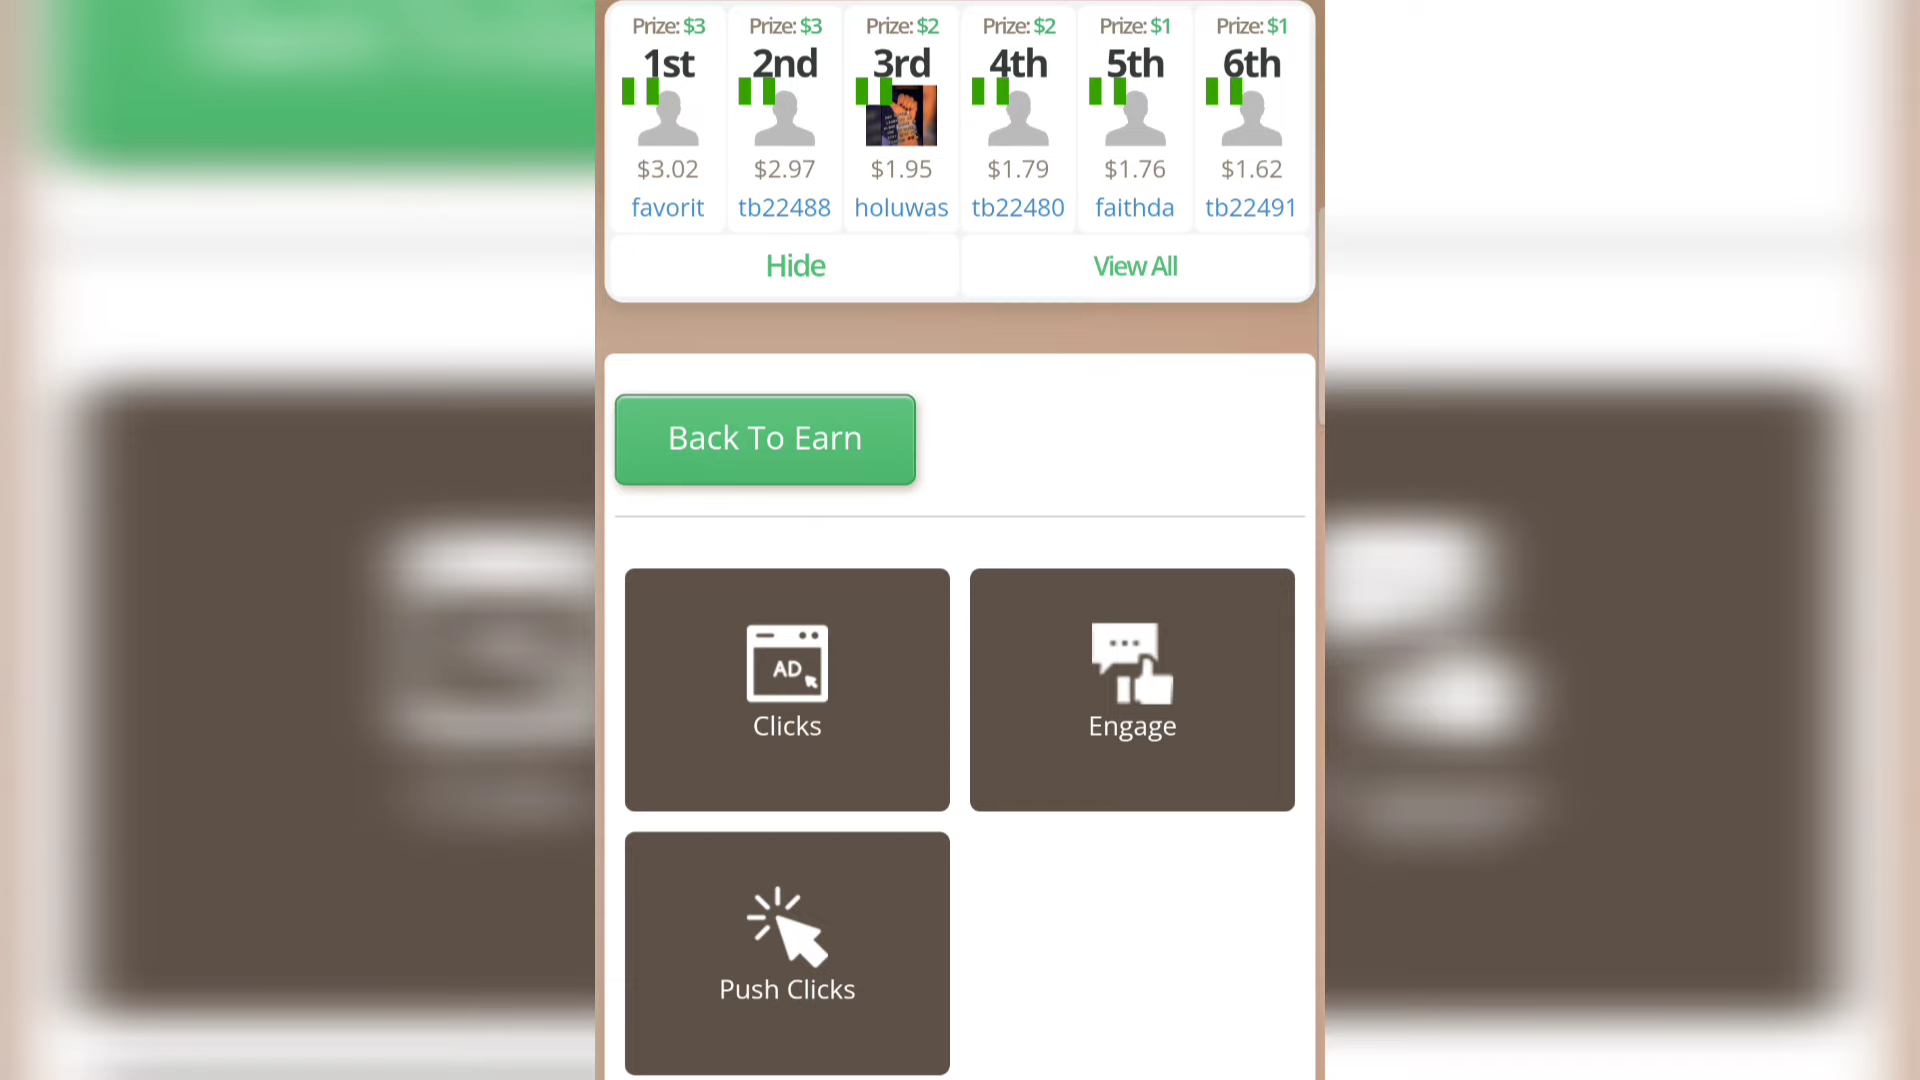 Prize: $3 Prize: $3 Prize: $2 Prize: $2 Prize: $1 Prize: $1
1st 2nd 3rd 4th 5th 6th
$3.02 $2.97 $1.95 $1.79 $1.76 $1.62
favorit tb22488 holuwas tb22480 faithda tb22491
Hide View All
Back To Earn
AD
Clicks
Engage
Push Clicks